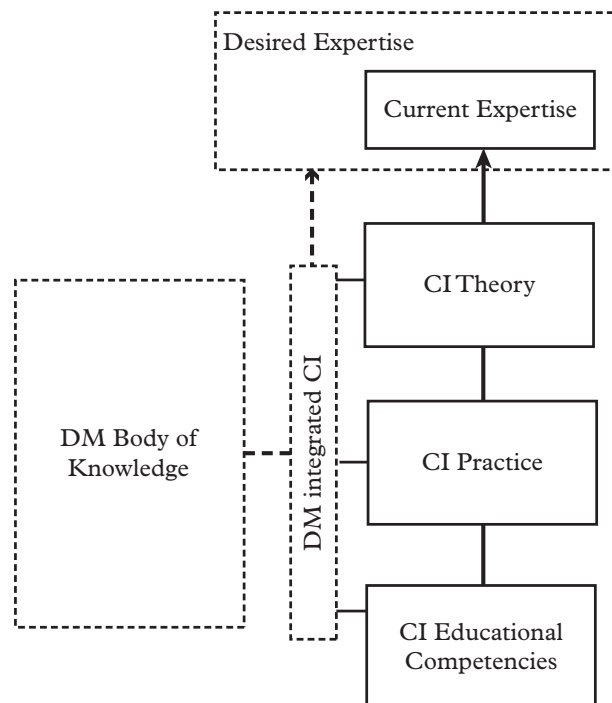 Desired Expertise
Current Expertise
CI Theory
DM integrated CI
DM Body of
Knowledge
CI Practice
CI Educational
Competencies